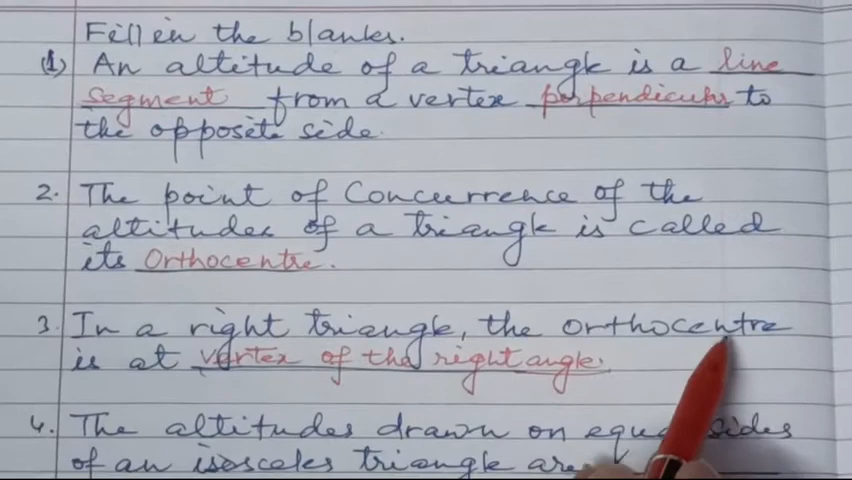 Fill in the blanks.
(1) An altitude of a triangle is a line
segment from a vertex perpendicular to
the opposite side.
2. The point of Concurrence of the
altitudes of a triangle is called
its Orthocentre.
3. In a right triangle, the orthocentre
is at vertex of the right angle.
4. The altitudes drawn on equal sides
of an isosceles triangle are